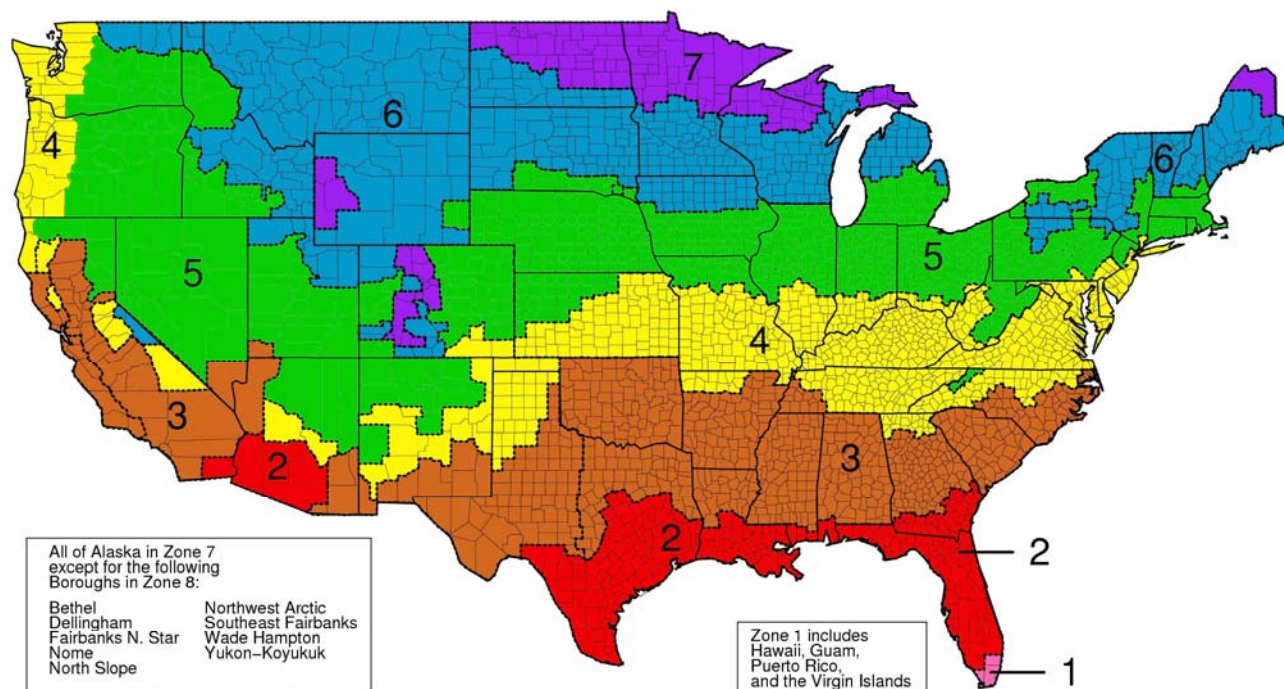 7
6
4
6
5
5
4
3
3
2
2
2
1
All of Alaska in Zone 7
except for the following
Boroughs in Zone 8:
Bethel Northwest Arctic
Dellingham Southeast Fairbanks
Fairbanks N. Star Wade Hampton
Nome Yukon-Koyukuk
North Slope
Zone 1 includes
Hawaii, Guam,
Puerto Rico,
and the Virgin Islands